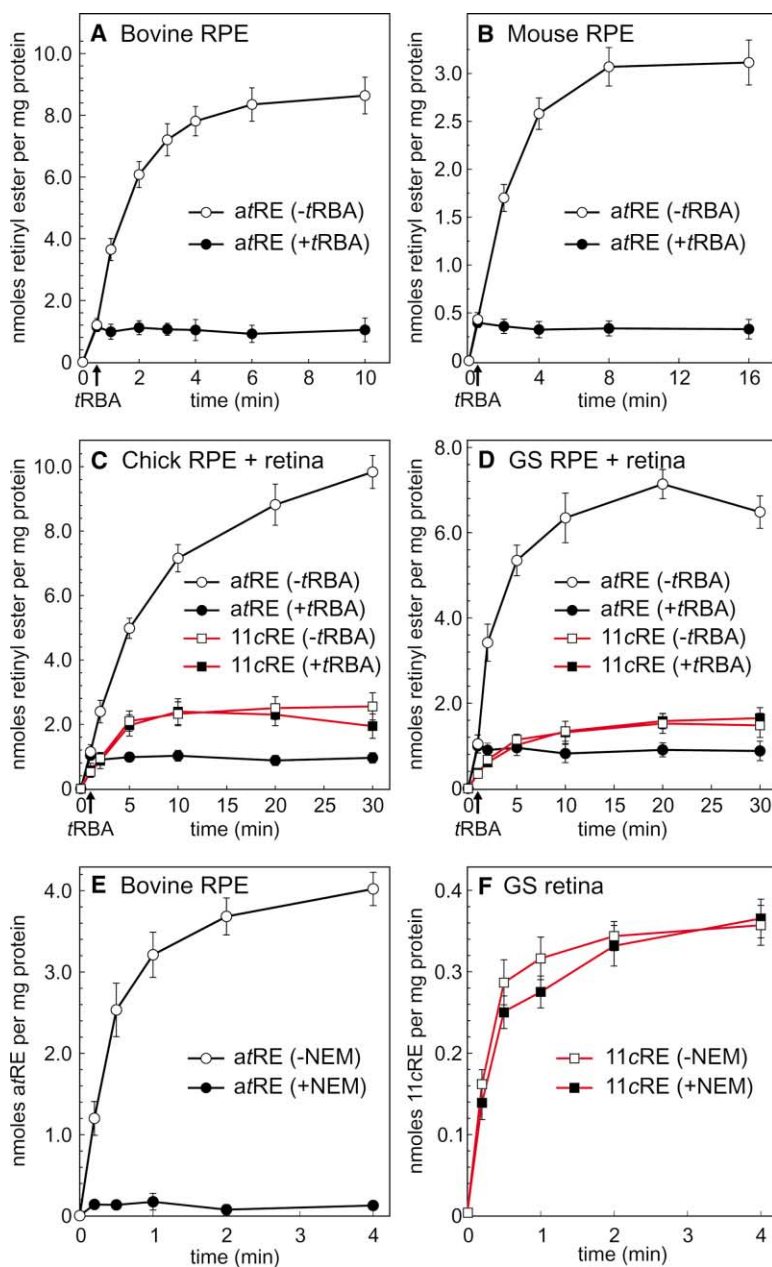 A Bovine RPE
nmoles retinyl ester per mg protein
10.0
8.0
6.0
4.0
2.0
0
atRE (-tRBA)
atRE (+tRBA)
0 2 4 6 8 10
tRBA
time (min)
B Mouse RPE
nmoles retinyl ester per mg protein
3.0
2.5
2.0
1.5
1.0
0.5
0
atRE (-tRBA)
atRE (+tRBA)
0 4 8 12 16
tRBA
time (min)
C Chick RPE + retina
nmoles retinyl ester per mg protein
10.0
8.0
6.0
4.0
2.0
0
atRE (-tRBA)
atRE (+tRBA)
11cRE (-tRBA)
11cRE (+tRBA)
0 5 10 15 20 25 30
tRBA
time (min)
D GS RPE + retina
nmoles retinyl ester per mg protein
8.0
6.0
4.0
2.0
0
atRE (-tRBA)
atRE (+tRBA)
11cRE (-tRBA)
11cRE (+tRBA)
0 5 10 15 20 25 30
tRBA
time (min)
E Bovine RPE
nmoles atRE per mg protein
4.0
3.0
2.0
1.0
0
atRE (-NEM)
atRE (+NEM)
0 1 2 3 4
time (min)
F GS retina
nmoles 11cRE per mg protein
0.4
0.3
0.2
0.1
0
11cRE (-NEM)
11cRE (+NEM)
0 1 2 3 4
time (min)